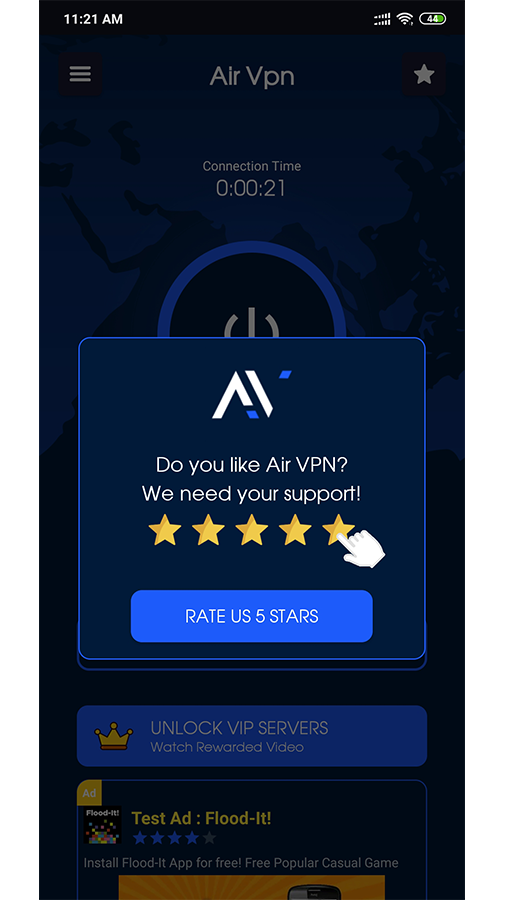 11:21 AM
44
Air Vpn
Connection Time
0:00:21
Do you like Air VPN?
We need your support!
RATE US 5 STARS
UNLOCK VIP SERVERS
Watch Rewarded Video
Ad
Flood-It!
Test Ad : Flood-It!
Install Flood-It App for free! Free Popular Casual Game